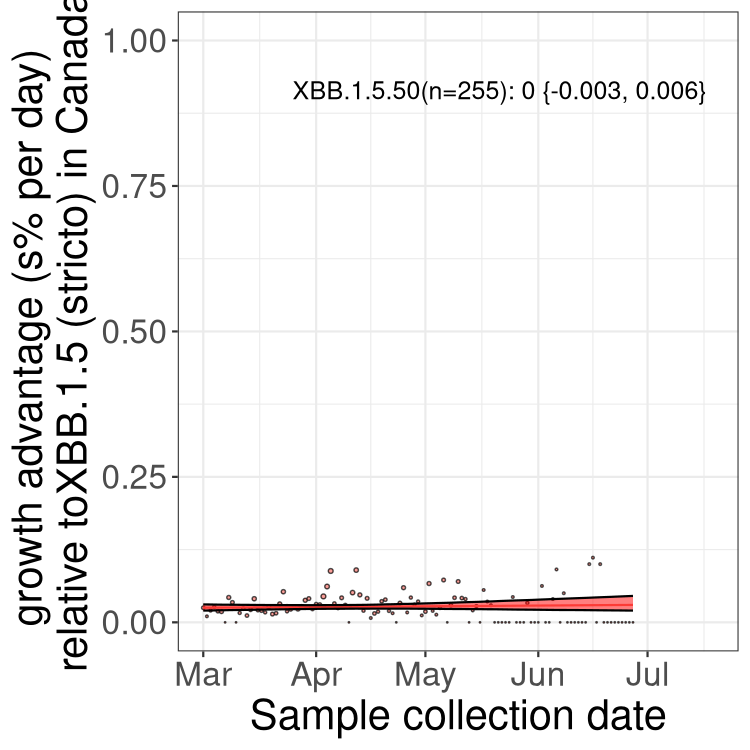 growth advantage (s% per day)
relative toXBB.1.5 (stricto) in Canada
1.00
0.75
0.50
0.25
0.00
XBB.1.5.50(n=255): 0 {-0.003, 0.006}
Mar Apr May Jun Jul
Sample collection date